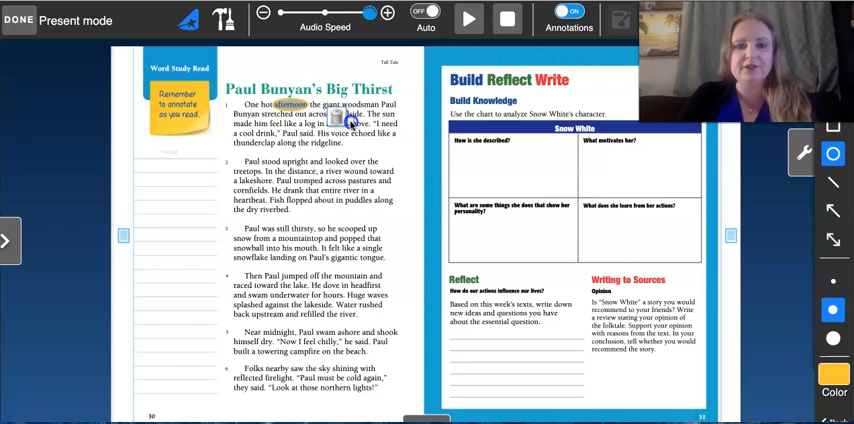 DONE Present mode
Audio Speed
OFF
Auto
ON
Annotations
Word Study Read
Remember
to annotate
as you read.
Tall Tale
Paul Bunyan's Big Thirst
1 One hot afternoon the giant woodsman Paul
Bunyan stretched out acros side. The sun
made him feel like a log in ove. "I need
a cool drink," Paul said. His voice echoed like a
thunderclap along the ridgeline.
2 Paul stood upright and looked over the
treetops. In the distance, a river wound toward
a lakeshore. Paul tromped across pastures and
cornfields. He drank that entire river in a
heartbeat. Fish flopped about in puddles along
the dry riverbed.
3 Paul was still thirsty, so he scooped up
snow from a mountaintop and popped that
snowball into his mouth. It felt like a single
snowflake landing on Paul's gigantic tongue.
4 Then Paul jumped off the mountain and
raced toward the lake. He dove in headfirst
and swam underwater for hours. Huge waves
splashed against the lakeside. Water rushed
back upstream and refilled the river.
5 Near midnight, Paul swam ashore and shook
himself dry. "Now I feel chilly," he said. Paul
built a towering campfire on the beach.
6 Folks nearby saw the sky shining with
reflected firelight. "Paul must be cold again,"
they said. "Look at those northern lights!"
30
Build Reflect Write
Build Knowledge
Use the chart to analyze Snow White's character.
Snow White
How is she described?
What motivates her?
What are some things she does that show her
personality?
What does she learn from her actions?
Reflect
How do our actions influence our lives?
Based on this week's texts, write down
new ideas and questions you have
about the essential question.
Writing to Sources
Opinion
Is "Snow White" a story you would
recommend to your friends? Write
a review stating your opinion of
the folktale. Support your opinion
with reasons from the text. In your
conclusion, tell whether you would
recommend the story.
31
Color